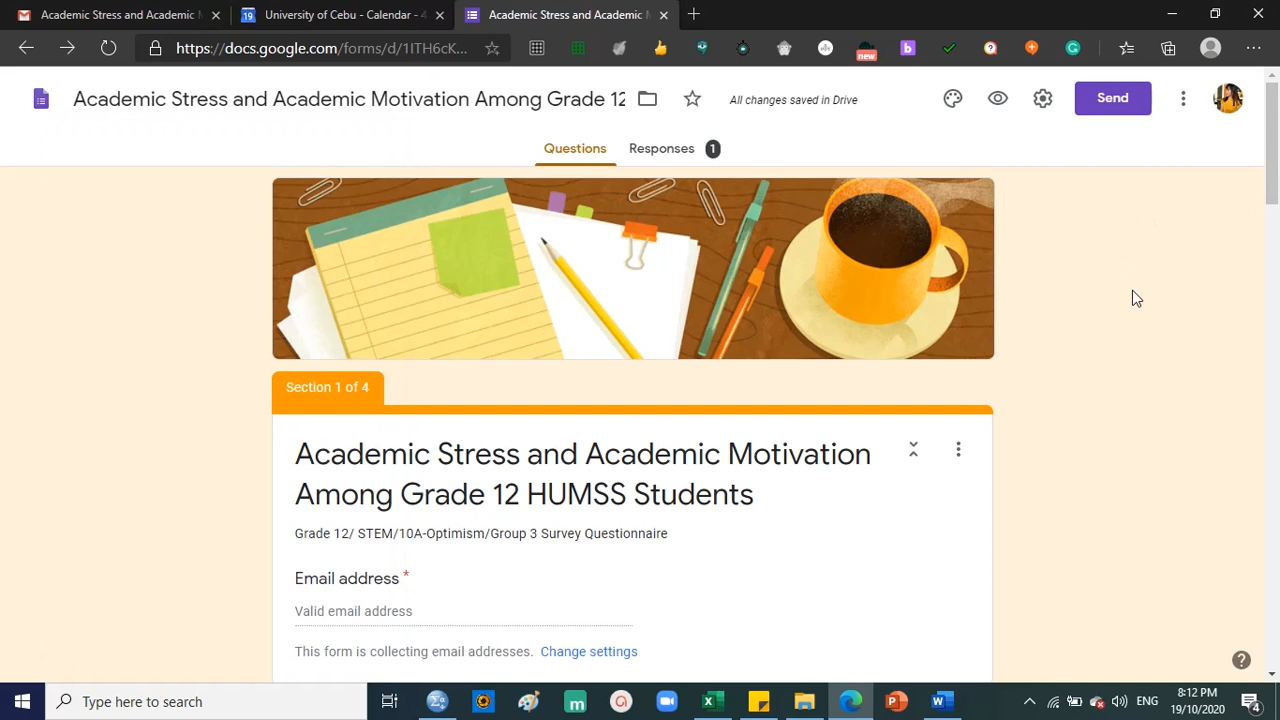 Academic Stress and Academic M
University of Cebu - Calendar - 4
Academic Stress and Academic M
https://docs.google.com/forms/d/1ITH6cK...
new
Academic Stress and Academic Motivation Among Grade 12
All changes saved in Drive
Send
Questions
Responses 1
Section 1 of 4
Academic Stress and Academic Motivation
Among Grade 12 HUMSS Students
Grade 12/ STEM/10A-Optimism/Group 3 Survey Questionnaire
Email address *
Valid email address
This form is collecting email addresses. Change settings
Type here to search
ENG
8:12 PM
19/10/2020
4